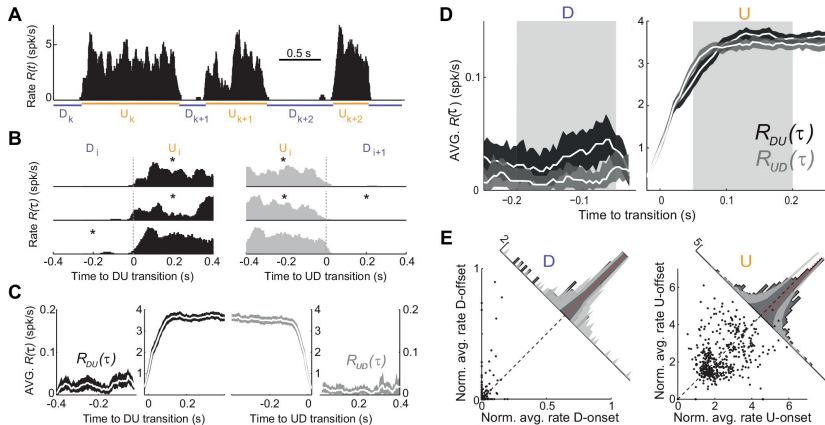 A
Rate R(t) (spk/s)
5
0
0.5 s
Dk Uk Dk+1 Uk+1 Dk+2 Uk+2
B
Di Ui Ui Di+1
* *
* * *
*
Rate R(τ) (spk/s)
-0.4 -0.2 0 0.2 0.4 -0.4 -0.2 0 0.2 0.4
Time to DU transition (s) Time to UD transition (s)
C
AVG. R(τ) (spk/s)
0.2 4 4 0.2
3 3
0.1 2 2 0.1
1 1
0 0
RDU(τ) RUD(τ)
-0.4 -0.2 0 0.2 -0.2 0 0.2 0.4
Time to DU transition (s) Time to UD transition (s)
D
D U
AVG. R(τ) (spk/s)
0.1
0
4
3
2
1
0
RDU(τ)
RUD(τ)
−0.2 −0.1 0 0.1 0.2
Time to transition (s)
E
D U
2 5
Norm. avg. rate D-offset
1
0
0 1
Norm. avg. rate D-onset
Norm. avg. rate U-offset
6
4
2
0
0 2 4 6
Norm. avg. rate U-onset